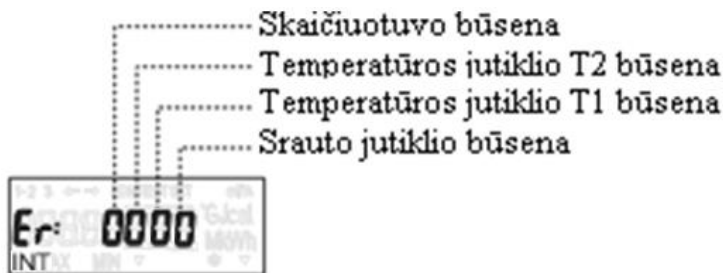 Skaičiuotuvo būsena
Temperatūros jutiklio T2 būsena
Temperatūros jutiklio T1 būsena
Srauto jutiklio būsena
Er: 0000
INT